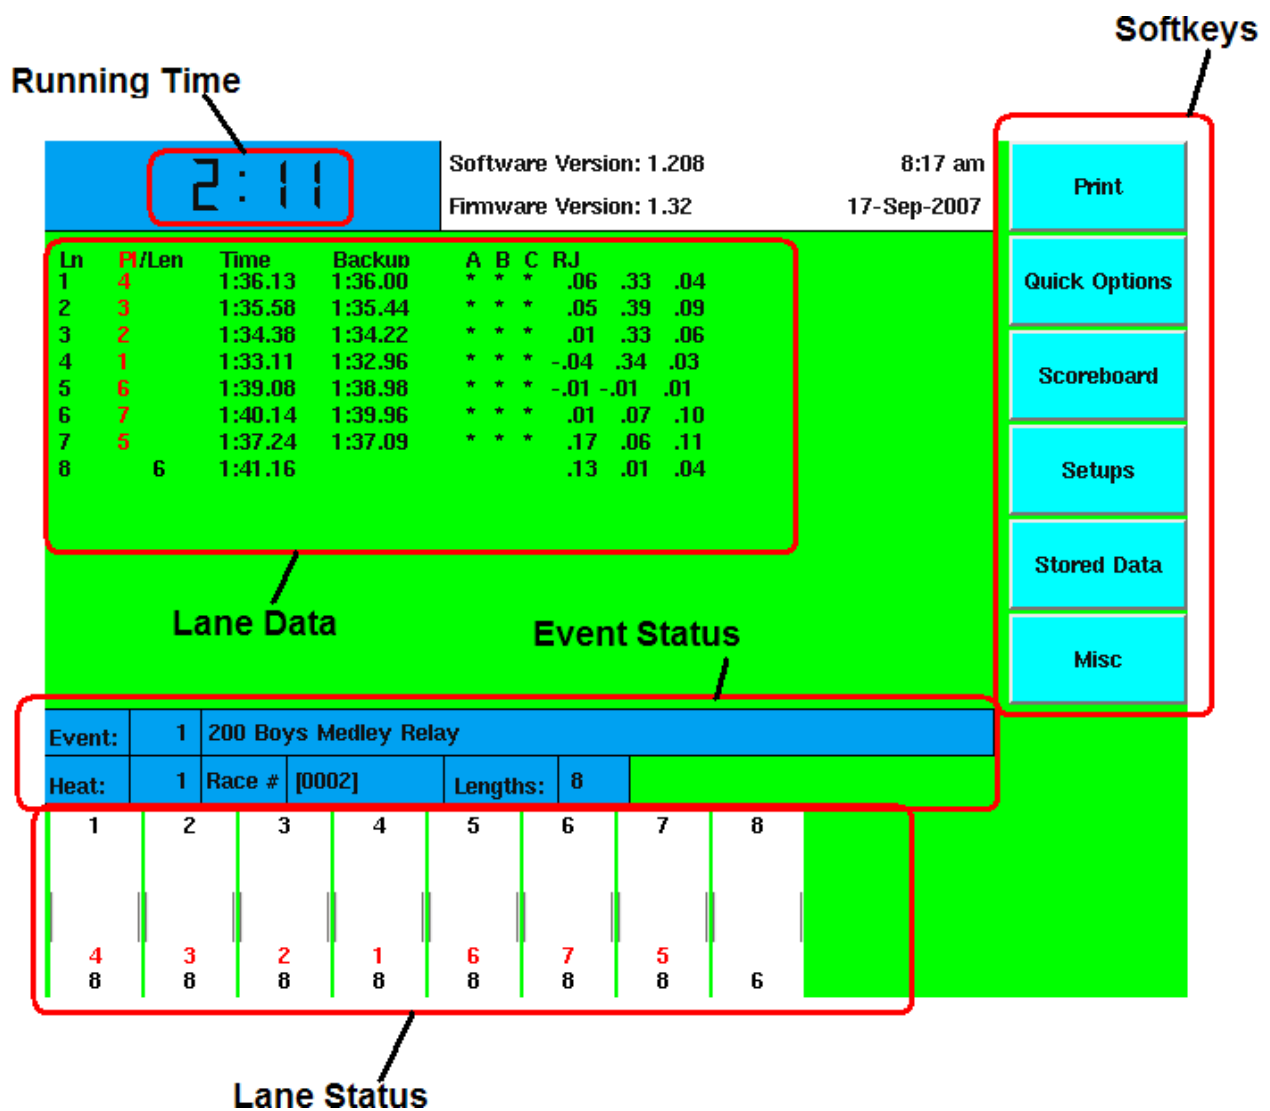 Softkeys
Running Time
2:11
Software Version: 1.208 8:17 am
Firmware Version: 1.32 17-Sep-2007
Print
Quick Options
Scoreboard
Setups
Stored Data
Misc
Ln Pl/Len Time Backup A B C RJ
1 4 1:36.13 1:36.00 * * * .06 .33 .04
2 3 1:35.58 1:35.44 * * * .05 .39 .09
3 2 1:34.38 1:34.22 * * * .01 .33 .06
4 1 1:33.11 1:32.96 * * * -.04 .34 .03
5 6 1:39.08 1:38.98 * * * -.01 -.01 .01
6 7 1:40.14 1:39.96 * * * .01 .07 .10
7 5 1:37.24 1:37.09 * * * .17 .06 .11
8 6 1:41.16 .13 .01 .04
Lane Data
Event Status
Event: 1 200 Boys Medley Relay
Heat: 1 Race # [0002] Lengths: 8
1 2 3 4 5 6 7 8
4 3 2 1 6 7 5
8 8 8 8 8 8 8 6
Lane Status